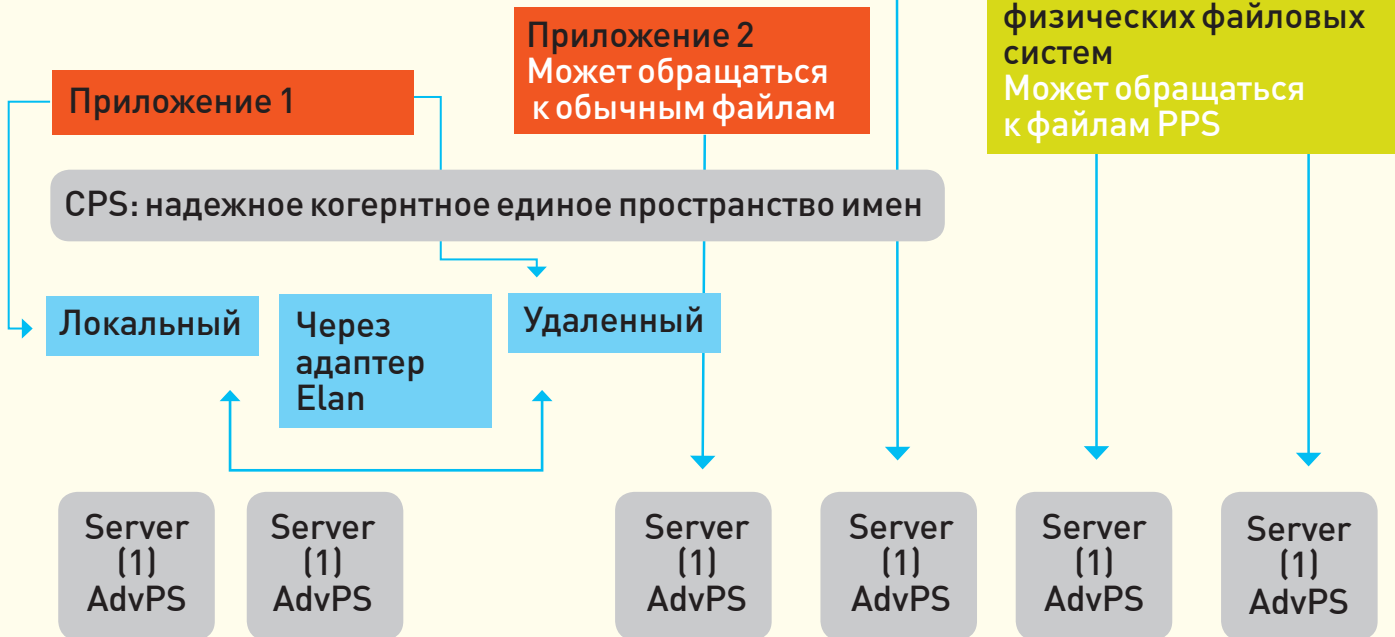 физических файловых
систем
Может обращаться
к файлам PPS
Приложение 2
Может обращаться
к обычным файлам
Приложение 1
CPS: надежное когернтное единое пространство имен
Локальный
Через
адаптер
Elan
Удаленный
Server
(1)
AdvPS
Server
(1)
AdvPS
Server
(1)
AdvPS
Server
(1)
AdvPS
Server
(1)
AdvPS
Server
(1)
AdvPS